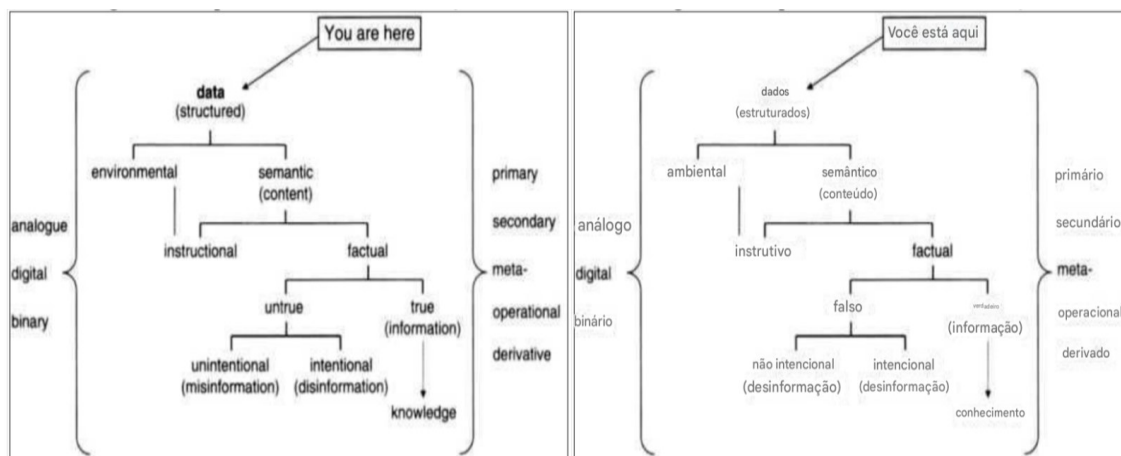 You are here
data
(structured)
environmental
semantic
(content)
primary
analogue
secondary
instructional
factual
digital
meta-
untrue
true
(information)
operational
binary
unintentional
(misinformation)
intentional
(disinformation)
derivative
knowledge
Você está aqui
dados
(estruturados)
ambiental
semântico
(conteúdo)
primário
análogo
secundário
instrutivo
factual
digital
meta-
falso
verdadeiro
(informação)
operacional
binário
não intencional
(desinformação)
intencional
(desinformação)
derivado
conhecimento